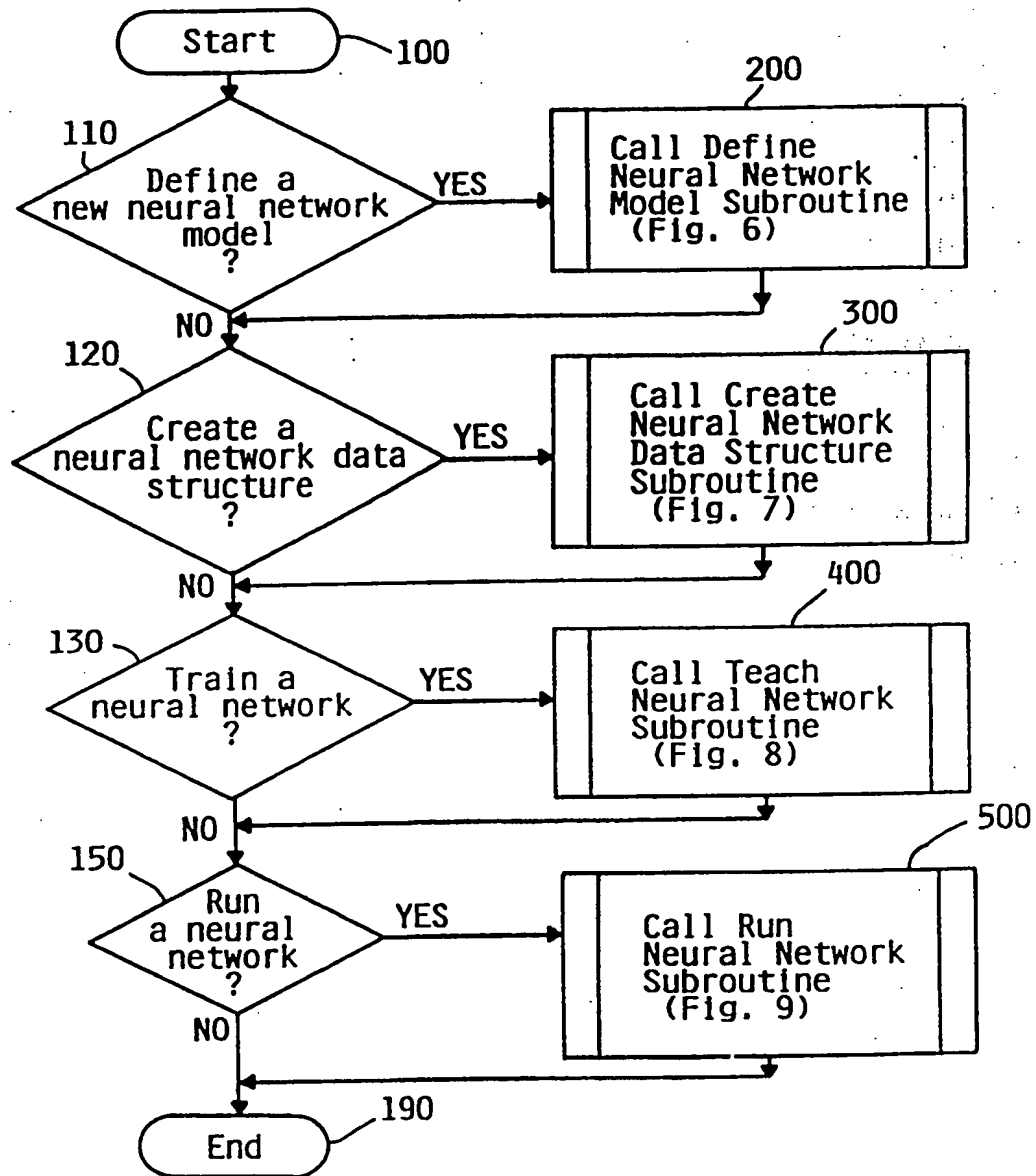 Start
100
110
Define a
new neural network
model
?
YES
200
Call Define
Neural Network
Model Subroutine
(Fig. 6)
NO
120
Create a
neural network data
structure
?
YES
300
Call Create
Neural Network
Data Structure
Subroutine
(Fig. 7)
NO
130
Train a
neural network
?
YES
400
Call Teach
Neural Network
Subroutine
(Fig. 8)
NO
150
Run
a neural
network
?
YES
500
Call Run
Neural Network
Subroutine
(Fig. 9)
NO
190
End